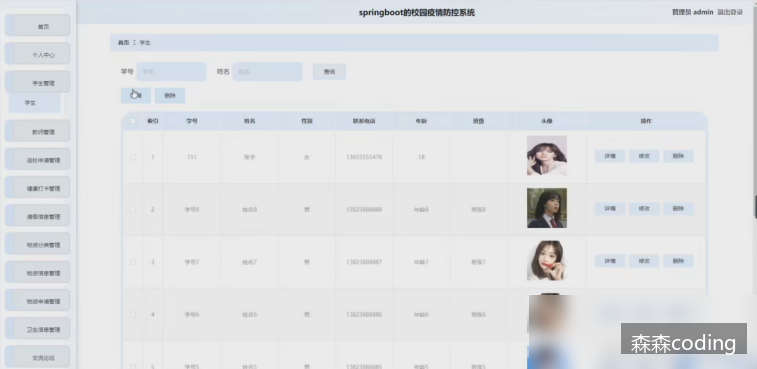 springboot的校园疫情防控系统
管理员 admin 退出登录
首页
个人中心
学生管理
学生
教师管理
返校申请管理
健康打卡管理
请假信息管理
物资分类管理
物资信息管理
物资申请管理
卫生消息管理
交流论坛
首页 学生
学号 学号 姓名 姓名 查询
删除
索引 学号 姓名 性别 联系电话 年龄 班级 头像 操作
1 111 女 13655555476 18 详情 修改 删除
2 学号8 姓名8 男 13823888888 年龄8 班级8 详情 修改 删除
3 学号7 姓名7 男 13823888887 年龄7 班级7 详情 修改 删除
4 学号6 姓名6 男 13823888886 年龄6 班级6
5 学号5 姓名5 男 13823888885 年龄5 班级5
森森coding